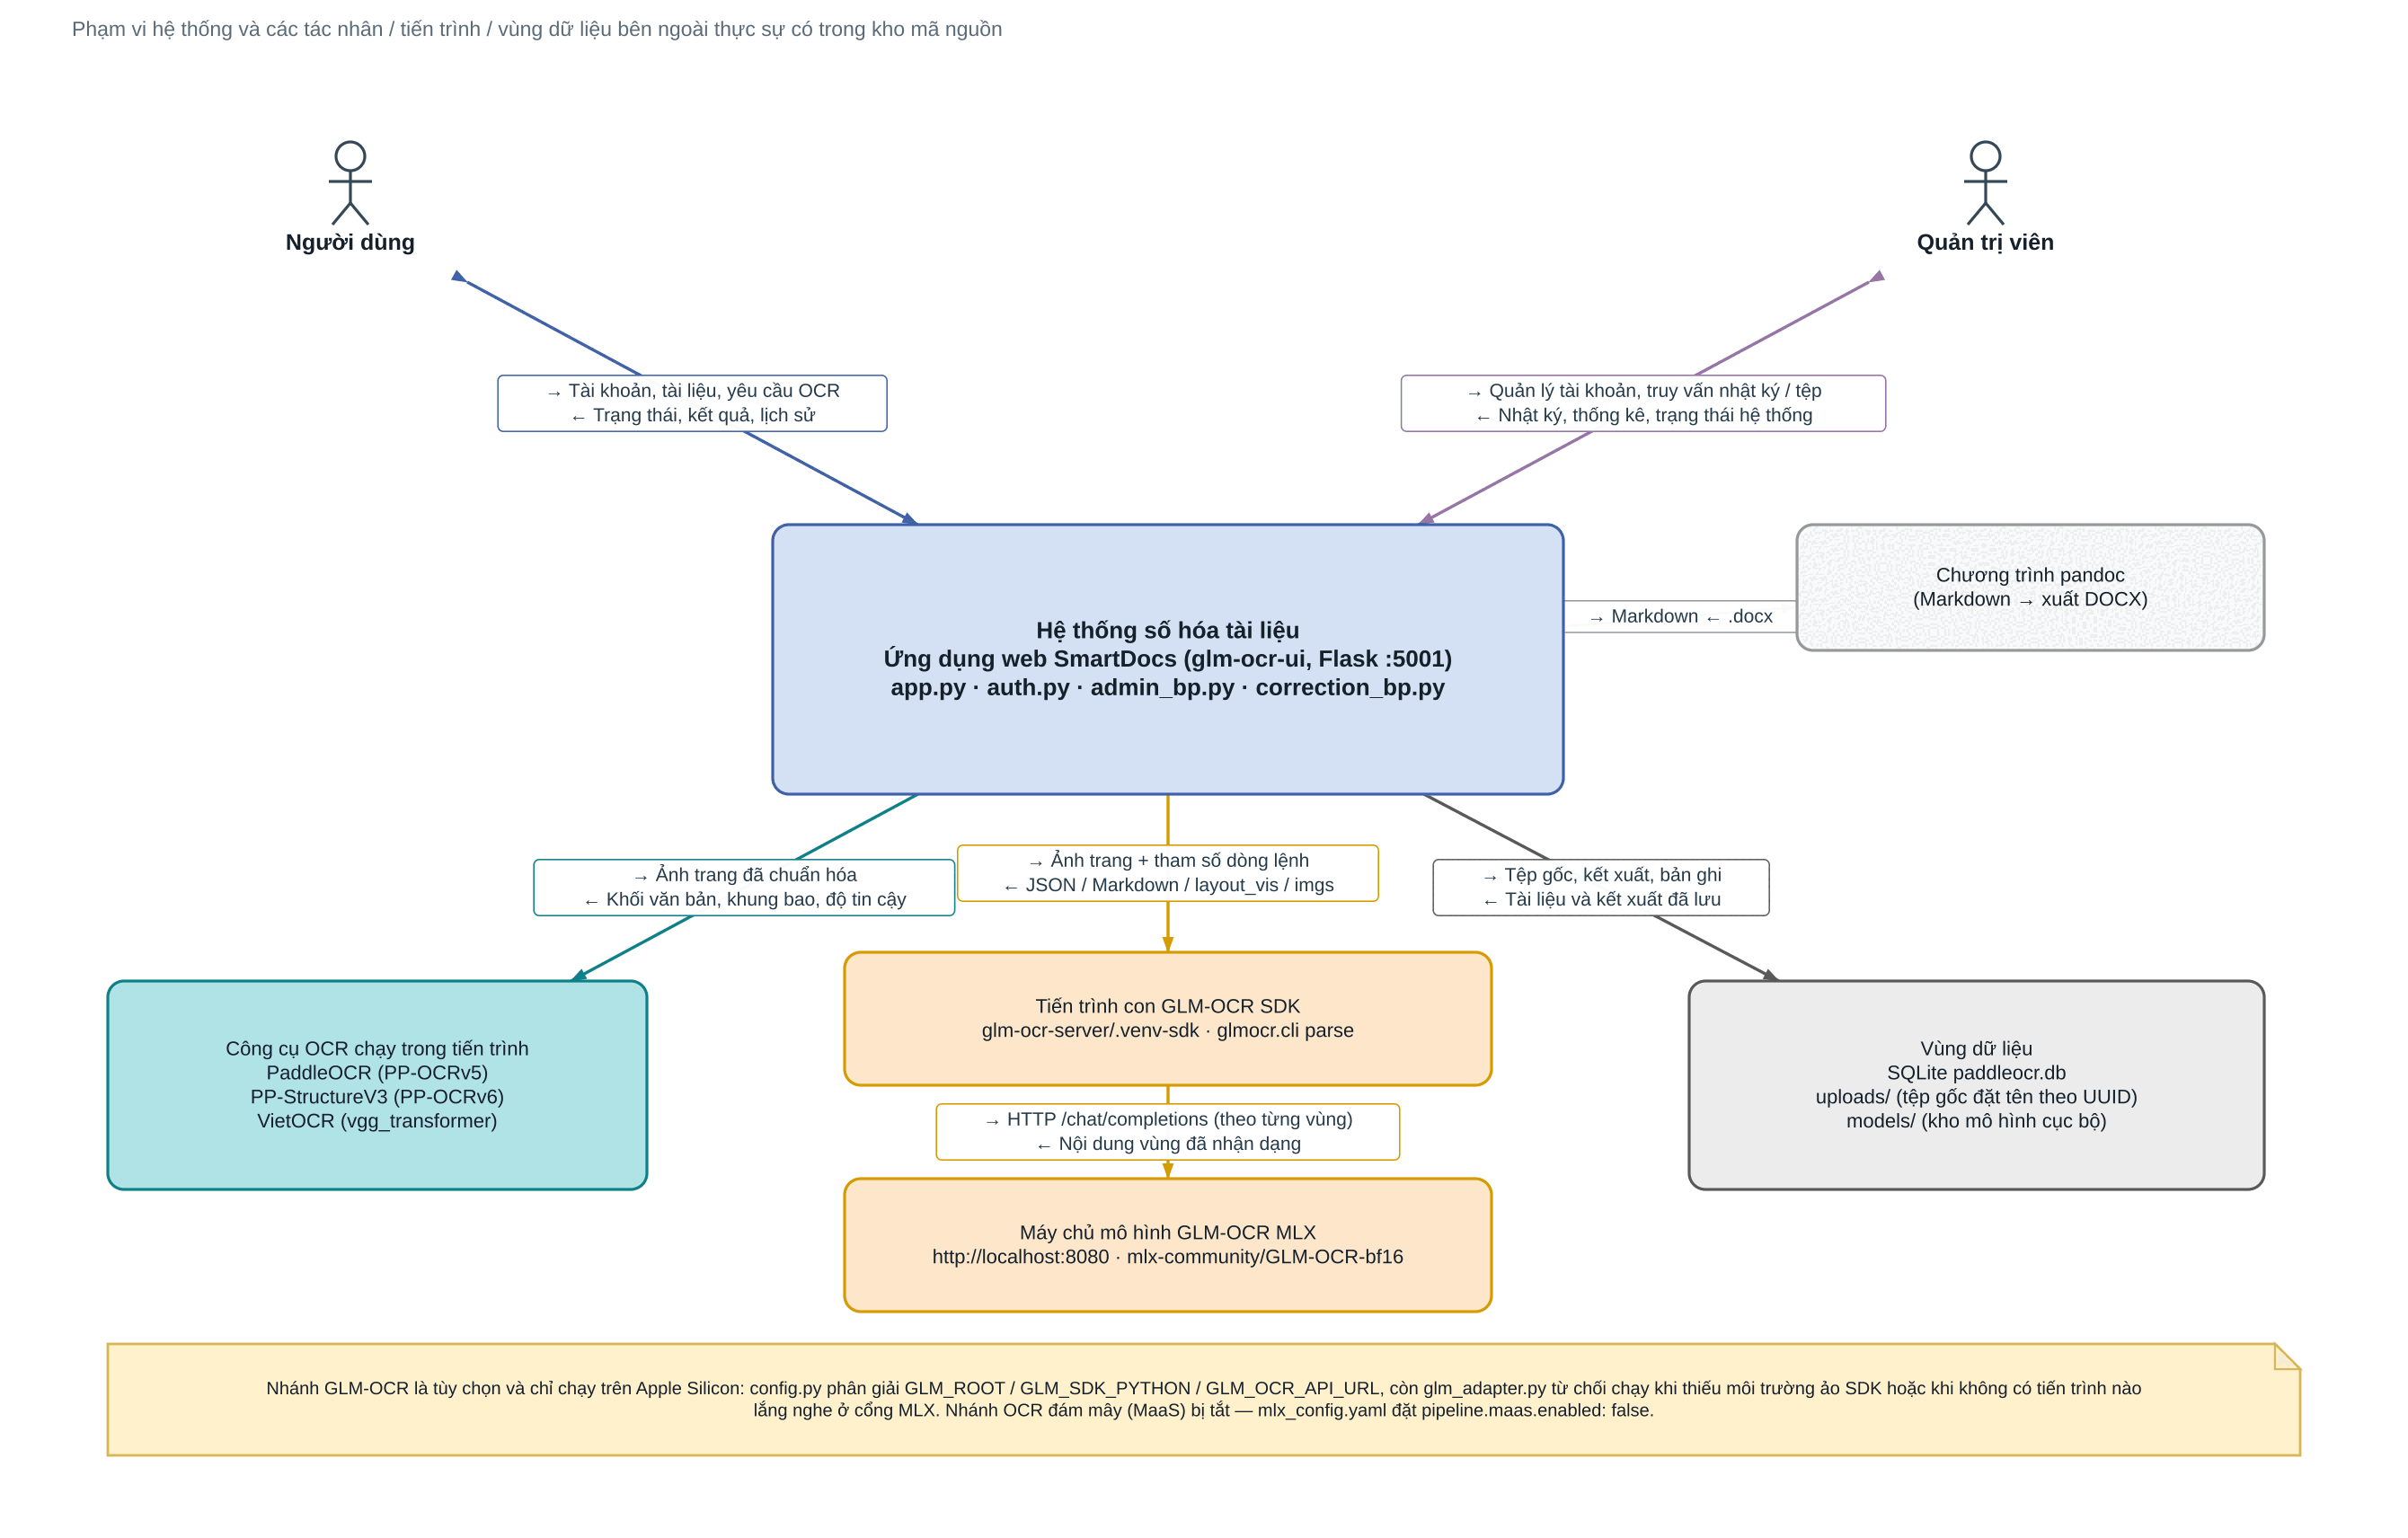 Phạm vi hệ thống và các tác nhân / tiến trình / vùng dữ liệu bên ngoài thực sự có trong kho mã nguồn
Người dùng
Quản trị viên
→ Tài khoản, tài liệu, yêu cầu OCR
← Trạng thái, kết quả, lịch sử
→ Quản lý tài khoản, truy vấn nhật ký / tệp
← Nhật ký, thống kê, trạng thái hệ thống
Hệ thống số hóa tài liệu
Ứng dụng web SmartDocs (glm-ocr-ui, Flask :5001)
app.py · auth.py · admin_bp.py · correction_bp.py
→ Markdown ← .docx
Chương trình pandoc
(Markdown → xuất DOCX)
→ Ảnh trang đã chuẩn hóa
← Khối văn bản, khung bao, độ tin cậy
→ Ảnh trang + tham số dòng lệnh
← JSON / Markdown / layout_vis / imgs
→ Tệp gốc, kết xuất, bản ghi
← Tài liệu và kết xuất đã lưu
Công cụ OCR chạy trong tiến trình
PaddleOCR (PP-OCRv5)
PP-StructureV3 (PP-OCRv6)
VietOCR (vgg_transformer)
Tiến trình con GLM-OCR SDK
glm-ocr-server/.venv-sdk · glmocr.cli parse
Vùng dữ liệu
SQLite paddleocr.db
uploads/ (tệp gốc đặt tên theo UUID)
models/ (kho mô hình cục bộ)
→ HTTP /chat/completions (theo từng vùng)
← Nội dung vùng đã nhận dạng
Máy chủ mô hình GLM-OCR MLX
http://localhost:8080 · mlx-community/GLM-OCR-bf16
Nhánh GLM-OCR là tùy chọn và chỉ chạy trên Apple Silicon: config.py phân giải GLM_ROOT / GLM_SDK_PYTHON / GLM_OCR_API_URL, còn glm_adapter.py từ chối chạy khi thiếu môi trường ảo SDK hoặc khi không có tiến trình nào
lắng nghe ở cổng MLX. Nhánh OCR đám mây (MaaS) bị tắt — mlx_config.yaml đặt pipeline.maas.enabled: false.